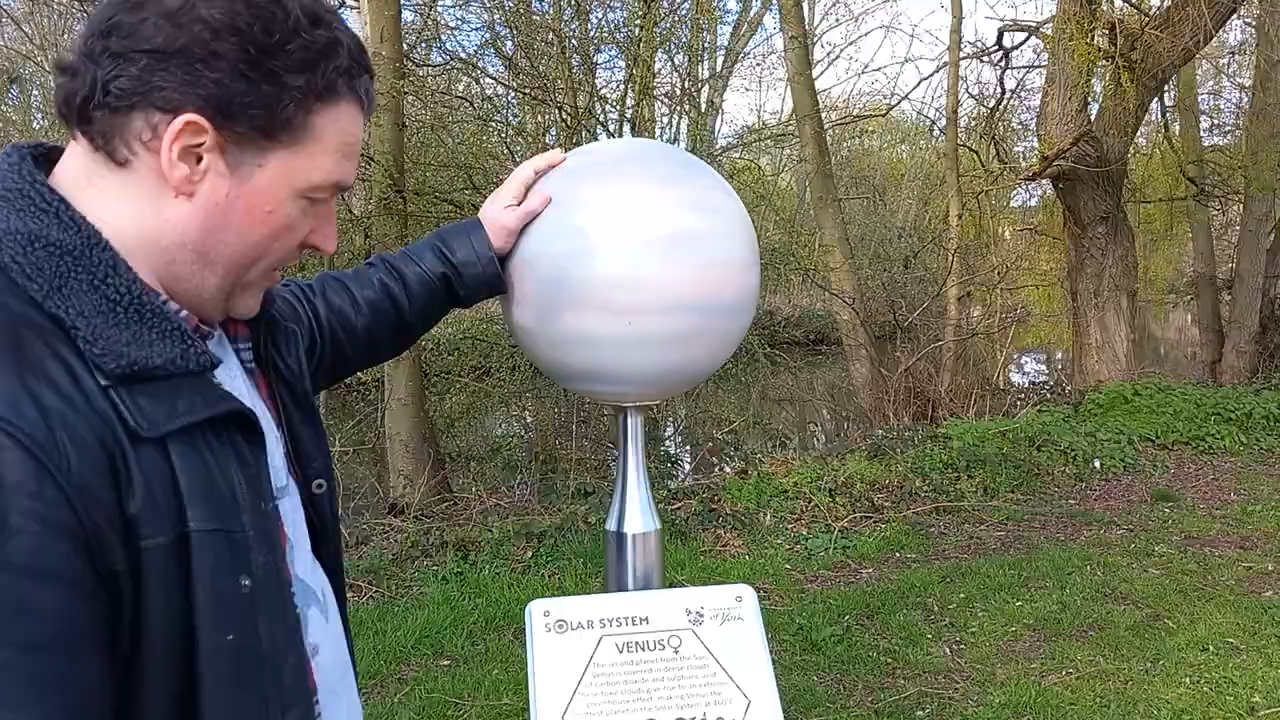 SOLAR SYSTEM
of York
VENUS♀
The second planet from the Sun,
Venus is covered in dense clouds
of carbon dioxide and sulphuric acid.
These toxic clouds give rise to an extreme
greenhouse effect, making Venus the
hottest planet in the Solar System at 460°C